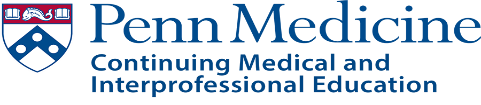 Penn Medicine
Continuing Medical and
Interprofessional Education